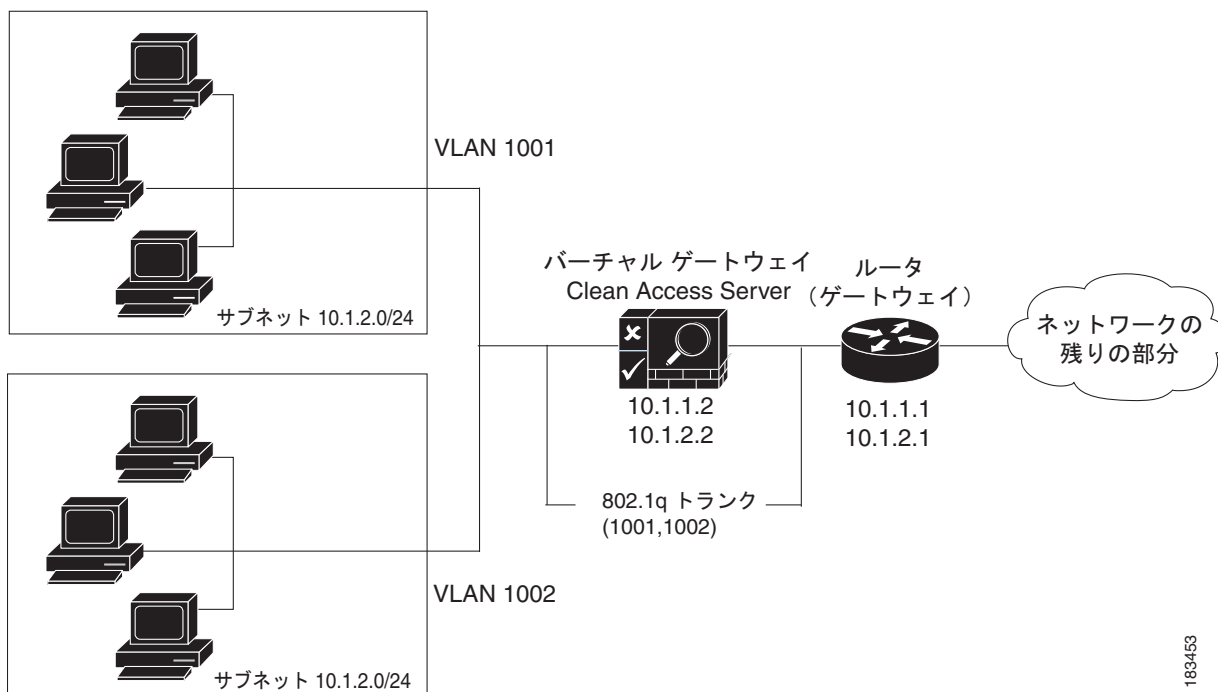 VLAN 1001
サブネット 10.1.2.0/24
バーチャル ゲートウェイ
Clean Access Server
ルータ
（ゲートウェイ）
ネットワークの
残りの部分
10.1.1.2
10.1.2.2
10.1.1.1
10.1.2.1
802.1q トランク
(1001,1002)
VLAN 1002
サブネット 10.1.2.0/24
183453